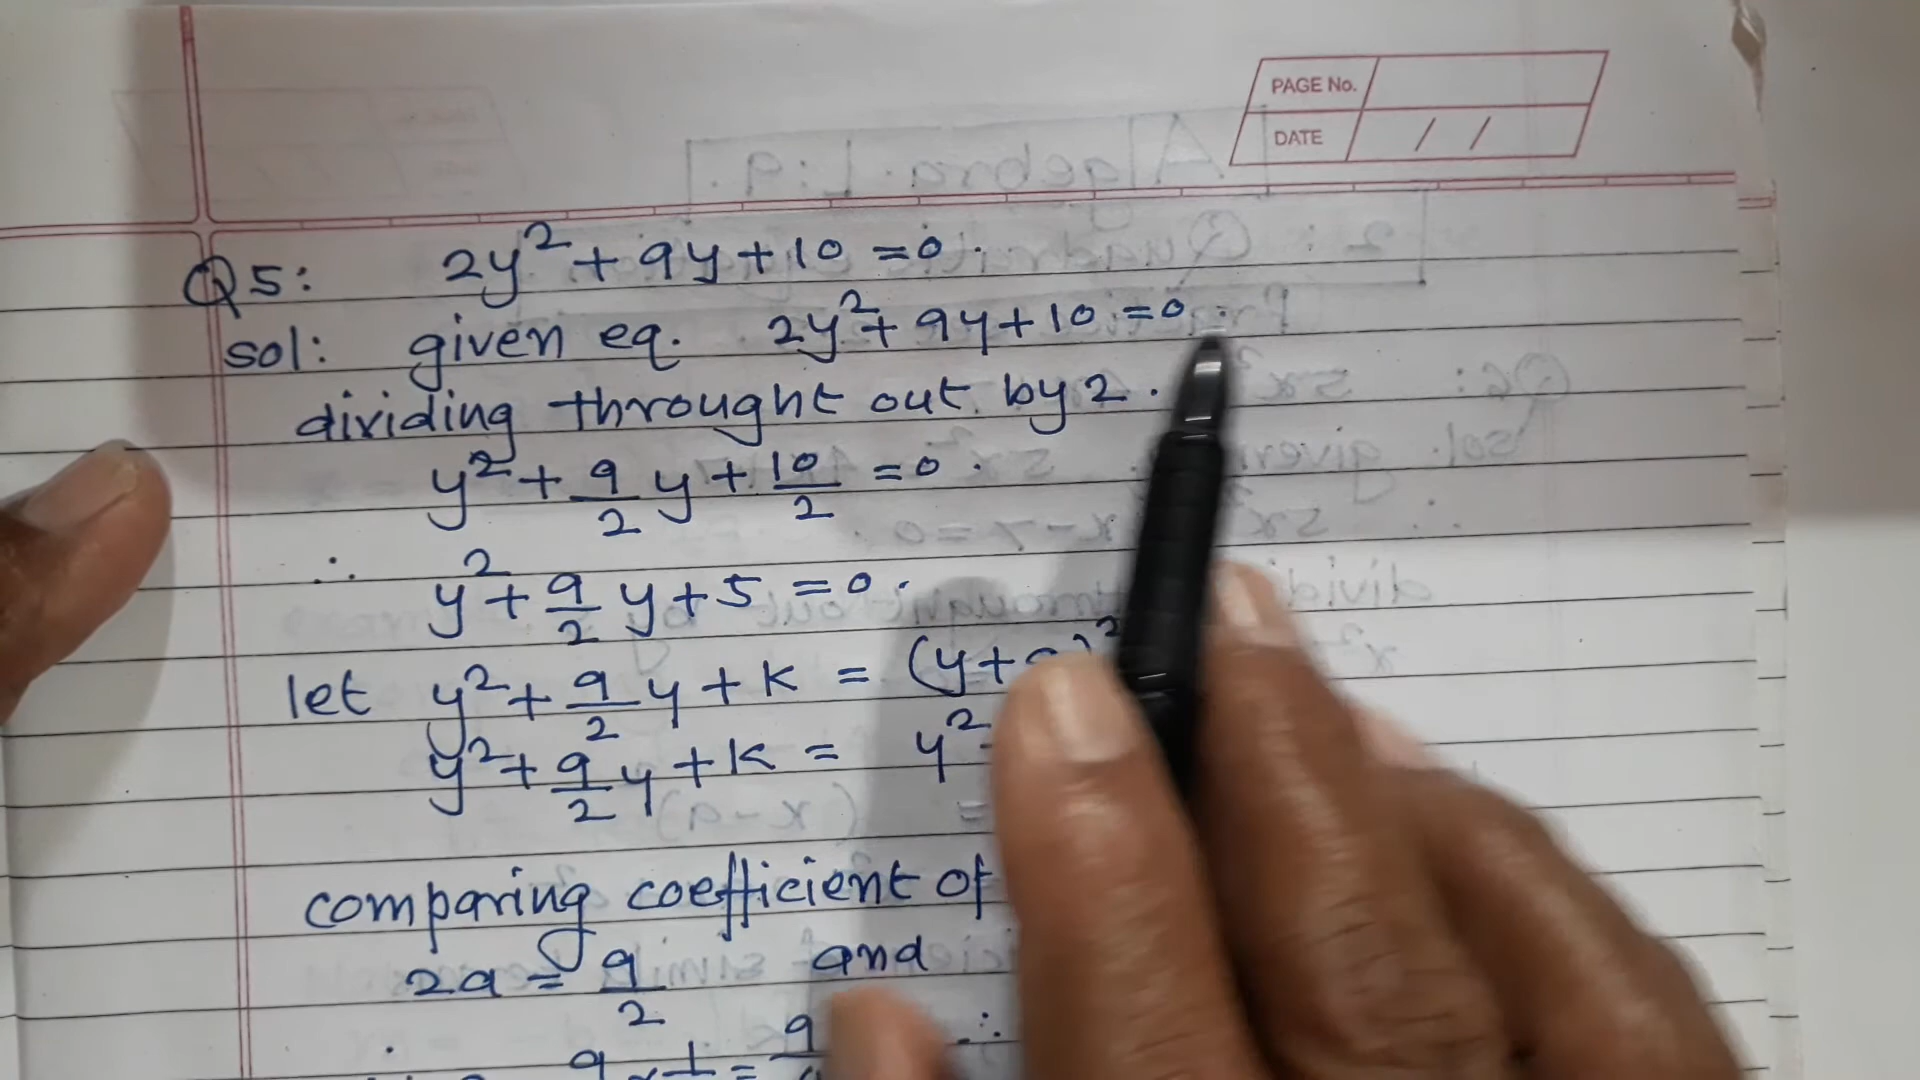 PAGE No.
DATE / /
Q5: 2y² + 9y + 10 = 0.
sol: given eq. 2y² + 9y + 10 = 0.
dividing throught out by 2.
y² + 9/2 y + 10/2 = 0.
∴ y² + 9/2 y + 5 = 0.
let y² + 9/2 y + k = (y + a)²
y² + 9/2 y + k = y²
comparing coefficient of
2a = 9/2 and